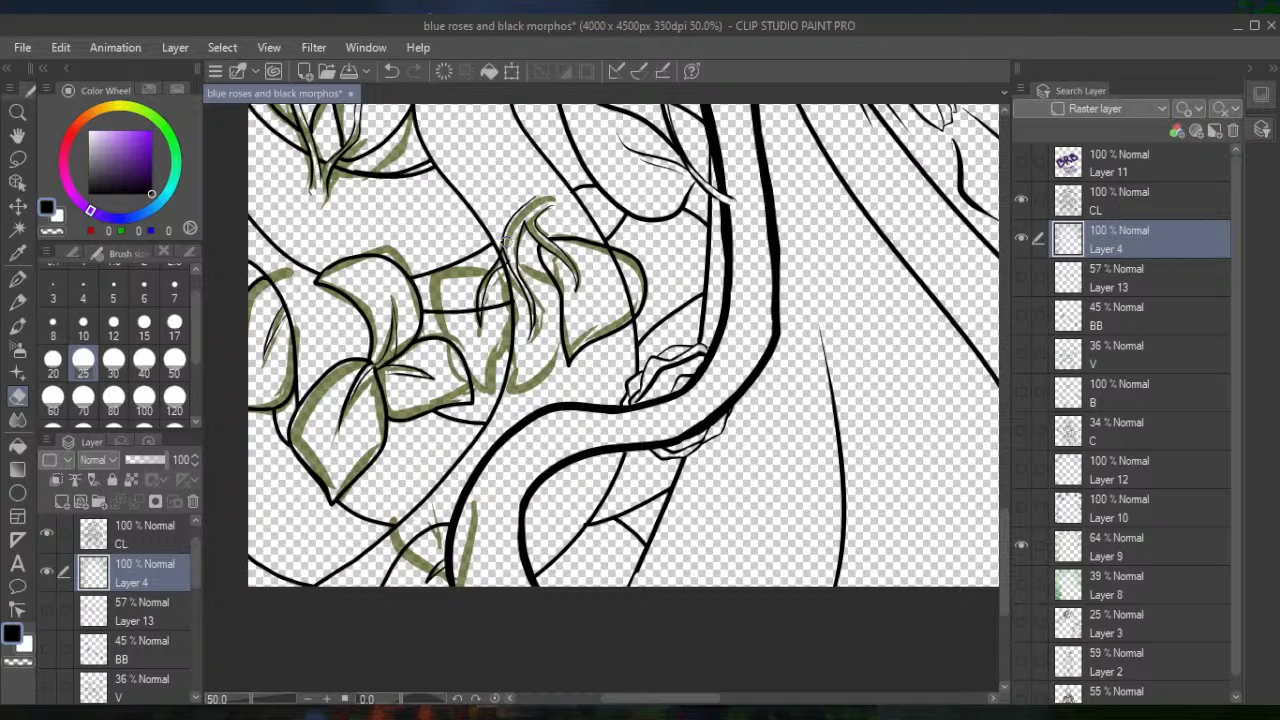 blue roses and black morphos* (4000 x 4500px 350dpi 50.0%) - CLIP STUDIO PAINT PRO
File Edit Animation Layer Select View Filter Window Help
Color Wheel
blue roses and black morphos*
Search Layer
Raster layer
0 0 0
Brush size
3 4 5 6 7
8 10 12 15 17
20 25 30 40 50
60 70 80 100 120
Layer
Normal 100
100 % Normal
CL
100 % Normal
Layer 4
57 % Normal
Layer 13
45 % Normal
BB
36 % Normal
V
100 % Normal
Layer 11
100 % Normal
CL
100 % Normal
Layer 4
57 % Normal
Layer 13
45 % Normal
BB
36 % Normal
V
100 % Normal
B
34 % Normal
C
100 % Normal
Layer 12
100 % Normal
Layer 10
64 % Normal
Layer 9
39 % Normal
Layer 8
25 % Normal
Layer 3
59 % Normal
Layer 2
55 % Normal
50.0 0.0